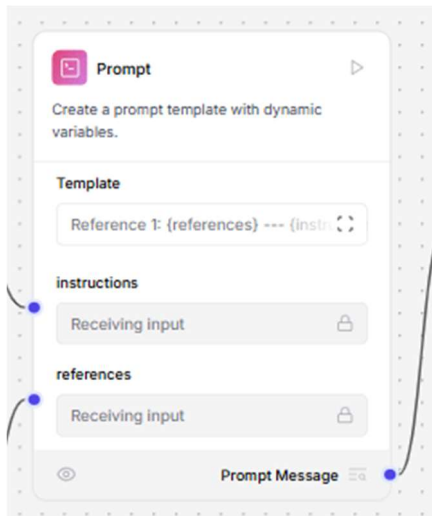 Prompt
Create a prompt template with dynamic
variables.
Template
Reference 1: {references} --- {instr
instructions
Receiving input
references
Receiving input
Prompt Message